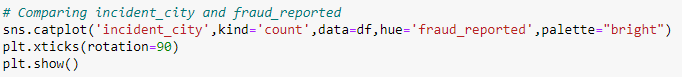 # Comparing incident_city and fraud_reported
sns.catplot('incident_city',kind='count',data=df,hue='fraud_reported',palette="bright")
plt.xticks(rotation=90)
plt.show()